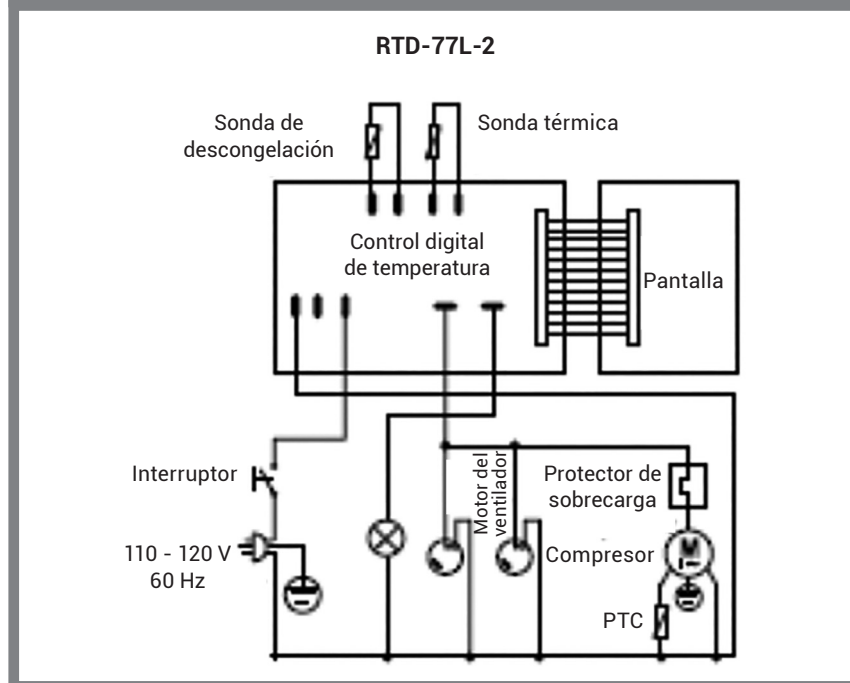 RTD-77L-2
Sonda de
descongelación
Sonda térmica
Control digital
de temperatura
Pantalla
Interruptor
Motor del
ventilador
Protector de
sobrecarga
110 - 120 V
60 Hz
Compresor
M
1~
PTC